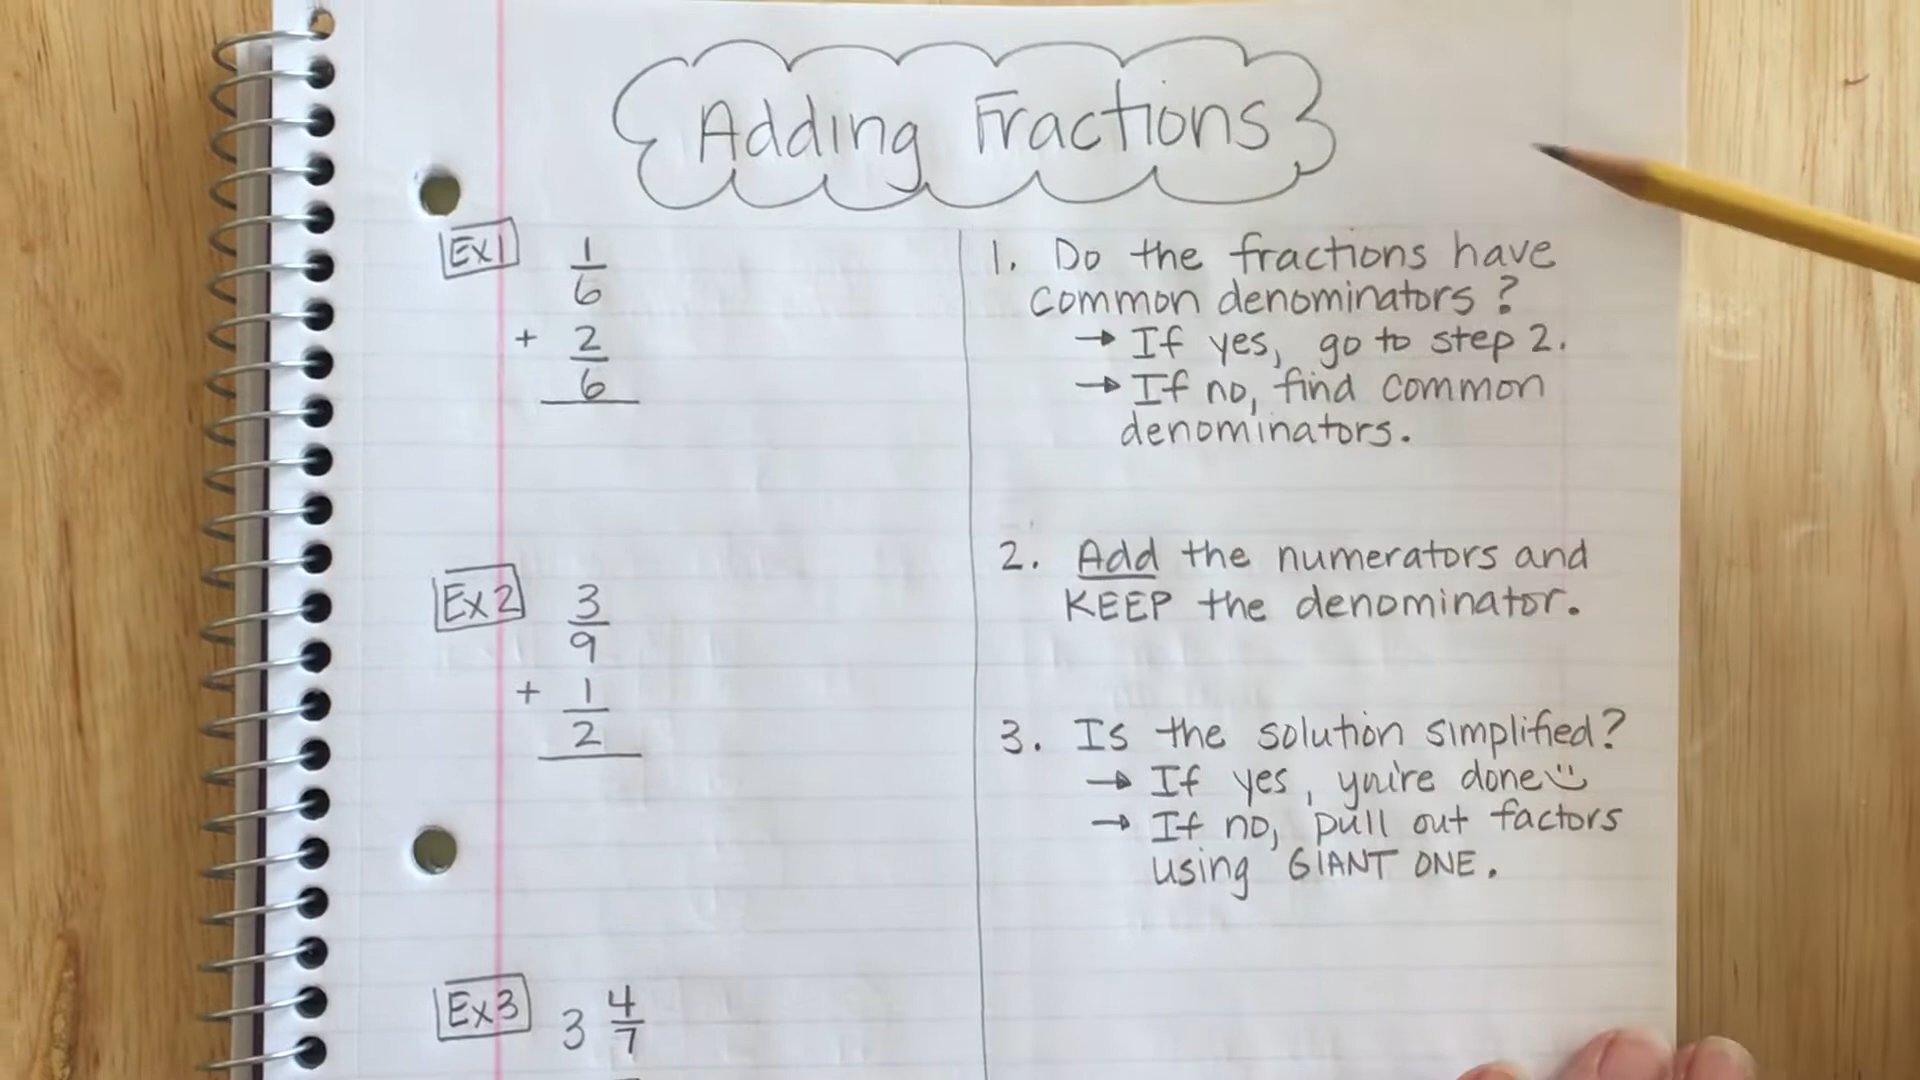 Adding Fractions
Ex1
1
6
+ 2
6
Ex2
3
9
+ 1
2
Ex3
3 4
7
1. Do the fractions have
common denominators?
→ If yes, go to step 2.
→ If no, find common
denominators.
2. Add the numerators and
KEEP the denominator.
3. Is the solution simplified?
→ If yes, you're done
→ If no, pull out factors
using GIANT ONE.